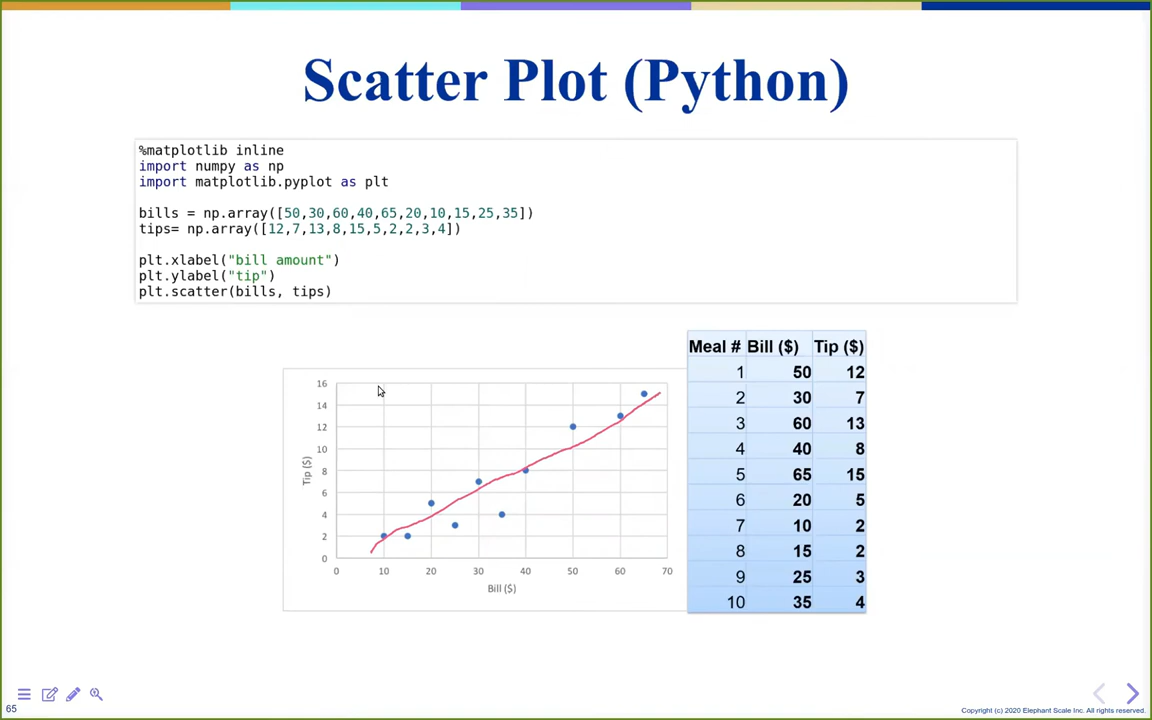 Scatter Plot (Python)
%matplotlib inline
import numpy as np
import matplotlib.pyplot as plt
bills = np.array([50,30,60,40,65,20,10,15,25,35])
tips= np.array([12,7,13,8,15,5,2,2,3,4])
plt.xlabel("bill amount")
plt.ylabel("tip")
plt.scatter(bills, tips)
16
14
12
10
8
6
4
2
0
Tip ($)
0 10 20 30 40 50 60 70
Bill ($)
Meal # Bill ($) Tip ($)
1 50 12
2 30 7
3 60 13
4 40 8
5 65 15
6 20 5
7 10 2
8 15 2
9 25 3
10 35 4
65
Copyright (c) 2020 Elephant Scale Inc. All rights reserved.